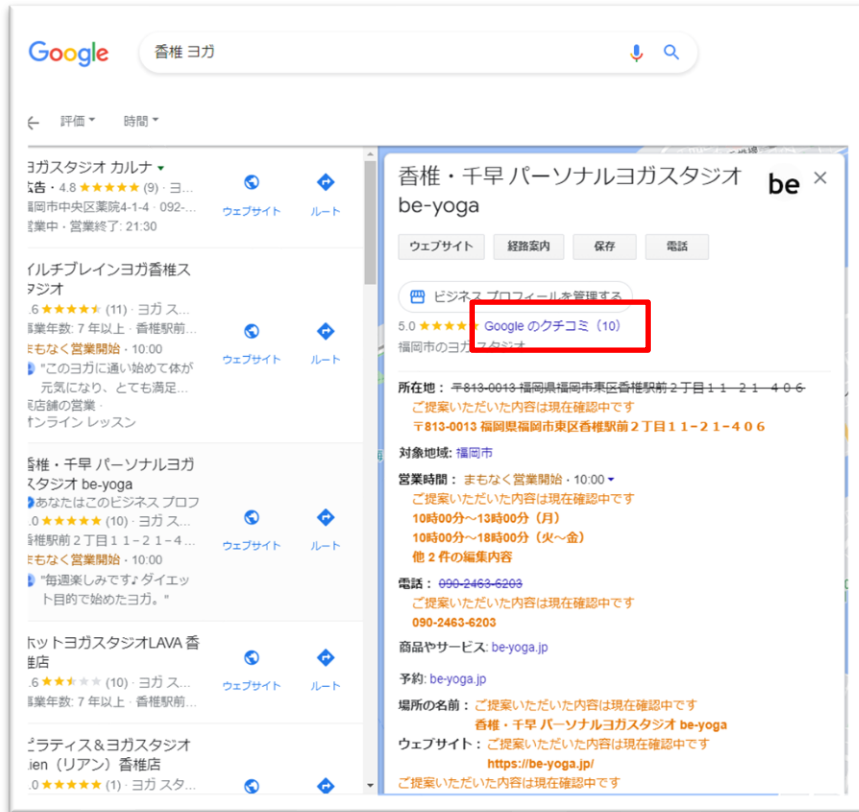 Google
香椎 ヨガ
評価
時間
ヨガスタジオ カルナ
広告・4.8 (9)・ヨ...
福岡市中央区薬院4-1-4・092-...
営業中・営業終了: 21:30
ウェブサイト
ルート
イルチブレインヨガ香椎ス
タジオ
.6 (11)・ヨガ ス...
事業年数: 7 年以上・香椎駅前...
まもなく営業開始・10:00
"このヨガに通い始めて体が
元気になり、とても満足...
店舗の営業・
オンライン レッスン
ウェブサイト
ルート
香椎・千早 パーソナルヨガ
スタジオ be-yoga
あなたはこのビジネス プロフ
.0 (10)・ヨガ ス...
香椎駅前２丁目１１−２１−４...
まもなく営業開始・10:00
"毎週楽しみです♪ ダイエッ
ト目的で始めたヨガ。"
ウェブサイト
ルート
ホットヨガスタジオLAVA 香
椎店
.6 (10)・ヨガ ス...
事業年数: 7 年以上・香椎駅前...
ウェブサイト
ルート
ピラティス＆ヨガスタジオ
Lien（リアン）香椎店
.0 (1)・ヨガ スタ...
香椎・千早 パーソナルヨガスタジオ
be-yoga
be
ウェブサイト
経路案内
保存
電話
ビジネス プロフィールを管理する
5.0 Google のクチコミ（10）
福岡市のヨガ スタジオ
所在地： 〒813-0013 福岡県福岡市東区香椎駅前２丁目１１−２１−４０６
ご提案いただいた内容は現在確認中です
〒813-0013 福岡県福岡市東区香椎駅前２丁目１１−２１−４０６
対象地域: 福岡市
営業時間： まもなく営業開始・10:00
ご提案いただいた内容は現在確認中です
10時00分～13時00分（月）
10時00分～18時00分（火～金）
他 2 件の編集内容
電話： 090-2463-6203
ご提案いただいた内容は現在確認中です
090-2463-6203
商品やサービス: be-yoga.jp
予約: be-yoga.jp
場所の名前： ご提案いただいた内容は現在確認中です
香椎・千早 パーソナルヨガスタジオ be-yoga
ウェブサイト： ご提案いただいた内容は現在確認中です
https://be-yoga.jp/
ご提案いただいた内容は現在確認中です